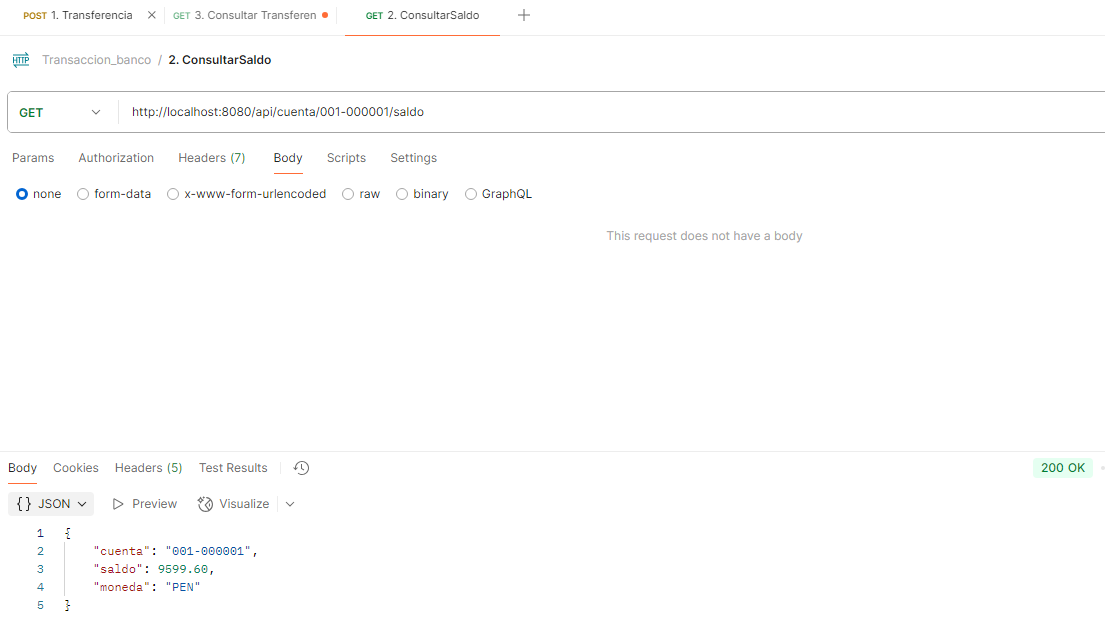 POST 1. Transferencia GET 3. Consultar Transferen GET 2. ConsultarSaldo
HTTP Transaccion_banco / 2. ConsultarSaldo
GET http://localhost:8080/api/cuenta/001-000001/saldo
Params Authorization Headers (7) Body Scripts Settings
none form-data x-www-form-urlencoded raw binary GraphQL
This request does not have a body
Body Cookies Headers (5) Test Results 200 OK
{} JSON Preview Visualize
1 {
2 "cuenta": "001-000001",
3 "saldo": 9599.60,
4 "moneda": "PEN"
5 }